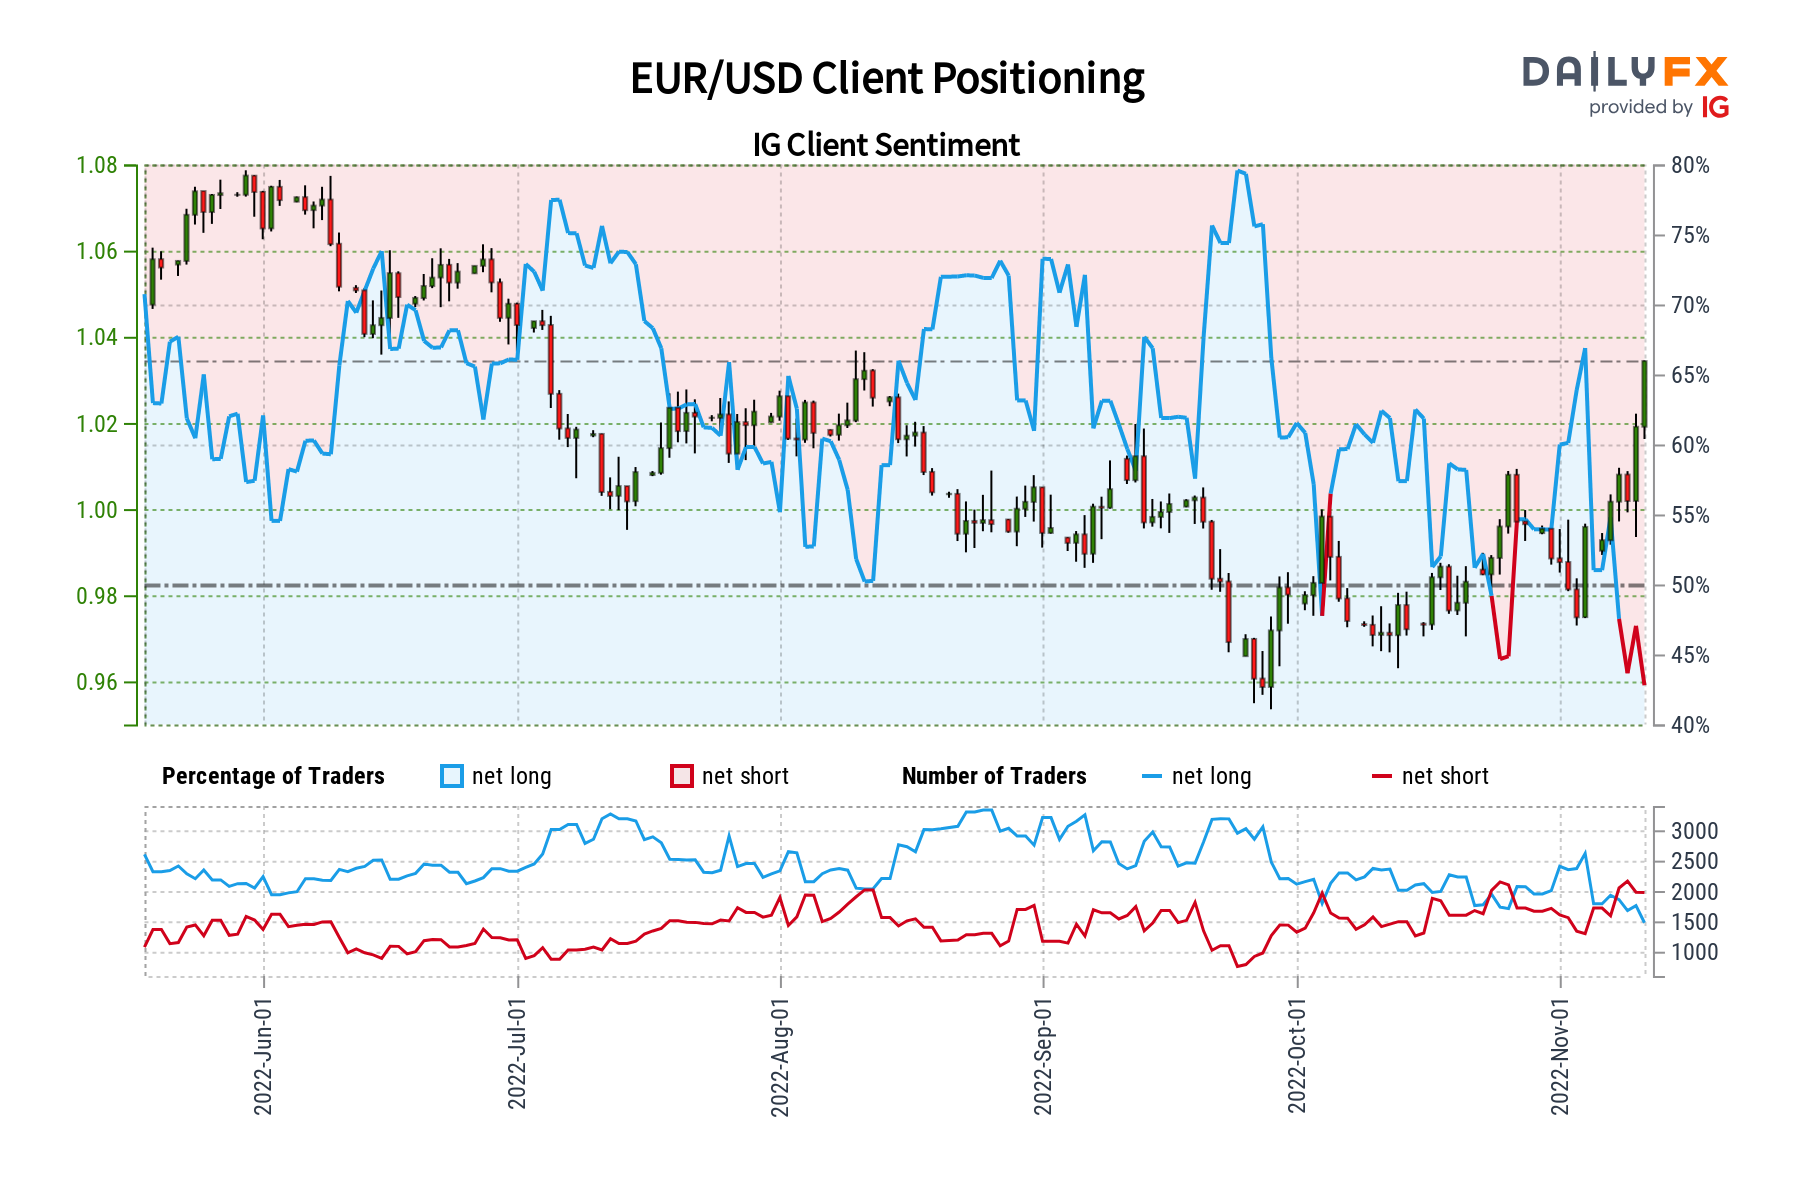 EUR/USD Client Positioning
DAILYFX
provided by IG
IG Client Sentiment
1.08
1.06
1.04
1.02
1.00
0.98
0.96
80%
75%
70%
65%
60%
55%
50%
45%
40%
Percentage of Traders net long net short Number of Traders net long net short
3000
2500
2000
1500
1000
2022-Jun-01
2022-Jul-01
2022-Aug-01
2022-Sep-01
2022-Oct-01
2022-Nov-01